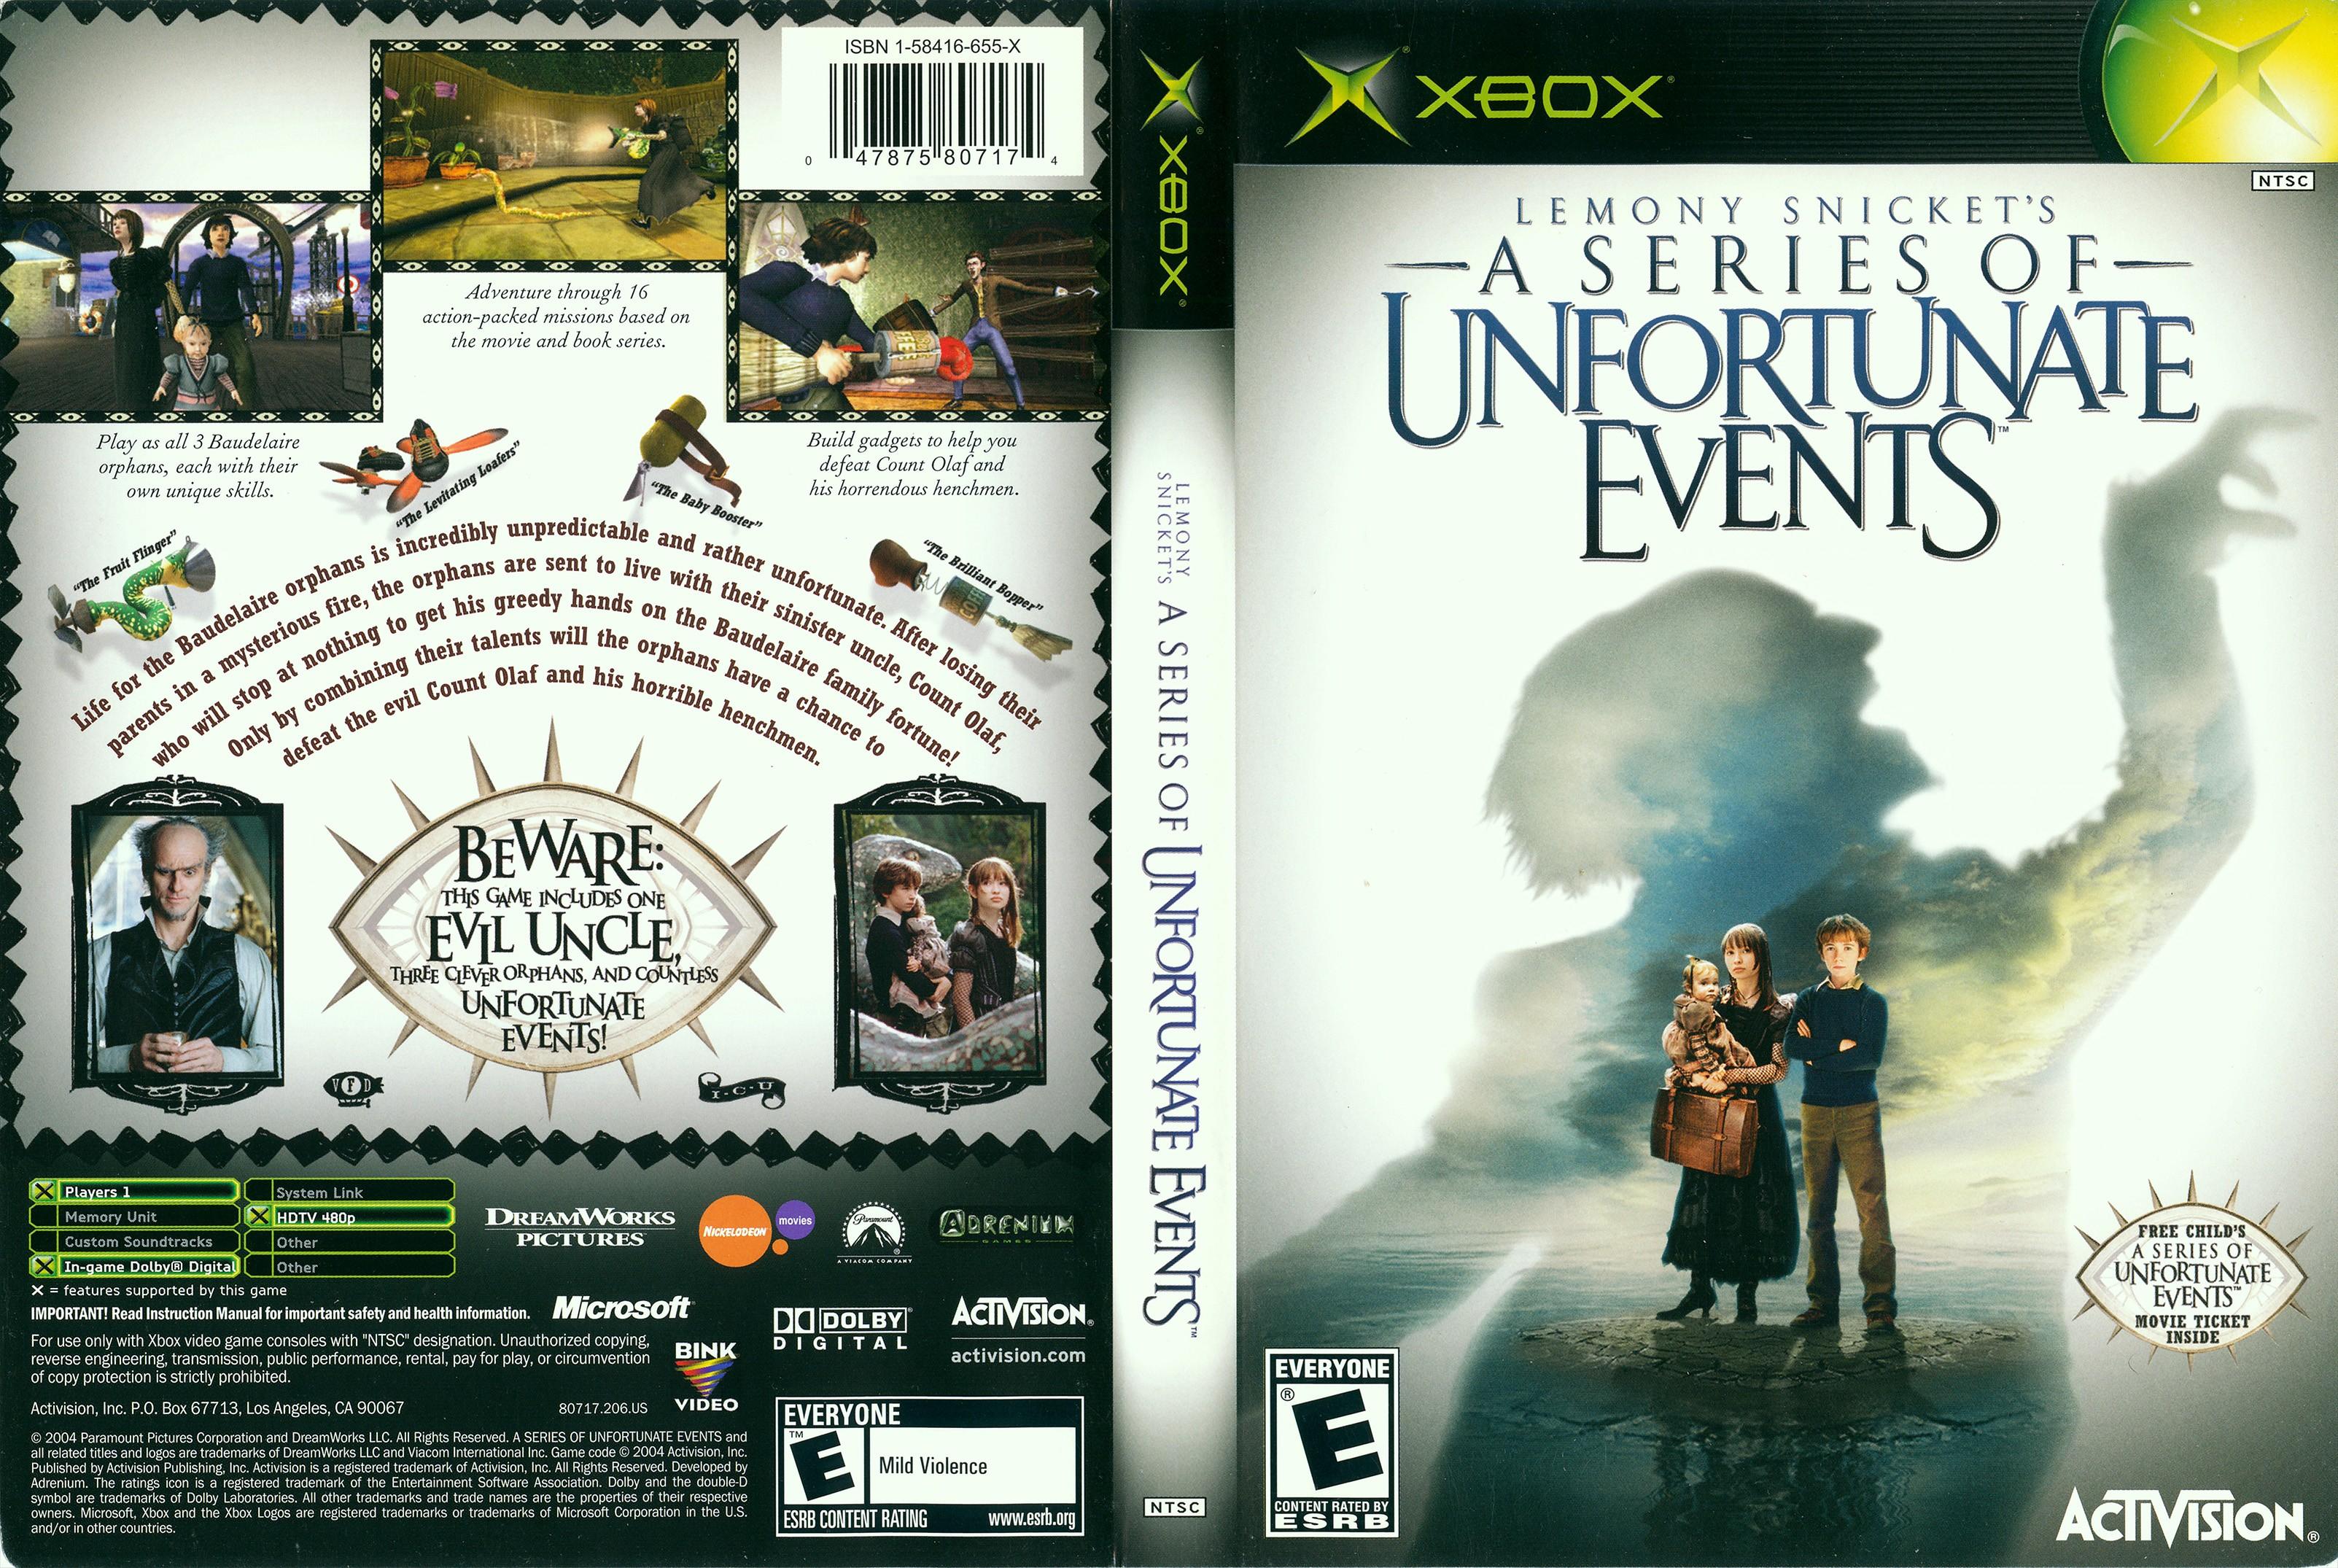 ISBN 1-58416-655-X
0 47875 80717 4
Adventure through 16
action-packed missions based on
the movie and book series.
Play as all 3 Baudelaire
orphans, each with their
own unique skills.
Build gadgets to help you
defeat Count Olaf and
his horrendous henchmen.
"The Levitating Loafers"
"The Baby Booster"
"The Fruit Flinger"
"The Brilliant Bopper"
COFFEE
Life for the Baudelaire orphans is incredibly unpredictable and rather unfortunate. After losing their
parents in a mysterious fire, the orphans are sent to live with their sinister uncle, Count Olaf,
who will stop at nothing to get his greedy hands on the Baudelaire family fortune!
Only by combining their talents will the orphans have a chance to
defeat the evil Count Olaf and his horrible henchmen.
BEWARE:
THIS GAME INCLUDES ONE
EVIL UNCLE,
THREE CLEVER ORPHANS, AND COUNTLESS
UNFORTUNATE
EVENTS!
VFD
I-C-U
Players 1
System Link
Memory Unit
HDTV 480p
Custom Soundtracks
Other
In-game Dolby® Digital
Other
X = features supported by this game
DREAMWORKS
PICTURES
NICKELODEON
movies
Paramount
A VIACOM COMPANY
ADRENIUM
GAMES
IMPORTANT! Read Instruction Manual for important safety and health information.
Microsoft®
For use only with Xbox video game consoles with "NTSC" designation. Unauthorized copying,
reverse engineering, transmission, public performance, rental, pay for play, or circumvention
of copy protection is strictly prohibited.
BINK
VIDEO
DOLBY®
DIGITAL
ACTIVISION®
activision.com
Activision, Inc. P.O. Box 67713, Los Angeles, CA 90067
80717.206.US
© 2004 Paramount Pictures Corporation and DreamWorks LLC. All Rights Reserved. A SERIES OF UNFORTUNATE EVENTS and
all related titles and logos are trademarks of DreamWorks LLC and Viacom International Inc. Game code © 2004 Activision, Inc.
Published by Activision Publishing, Inc. Activision is a registered trademark of Activision, Inc. All Rights Reserved. Developed by
Adrenium. The ratings icon is a registered trademark of the Entertainment Software Association. Dolby and the double-D
symbol are trademarks of Dolby Laboratories. All other trademarks and trade names are the properties of their respective
owners. Microsoft, Xbox and the Xbox Logos are registered trademarks or trademarks of Microsoft Corporation in the U.S.
and/or in other countries.
EVERYONE
E™
Mild Violence
ESRB CONTENT RATING www.esrb.org
XBOX®
LEMONY
SNICKET'S
A SERIES OF UNFORTUNATE EVENTS™
NTSC
XBOX®
NTSC
LEMONY SNICKET'S
A SERIES OF
UNFORTUNATE
EVENTS™
FREE CHILD'S
A SERIES OF
UNFORTUNATE
EVENTS™
MOVIE TICKET
INSIDE
EVERYONE
®
E
CONTENT RATED BY
ESRB
ACTIVISION®